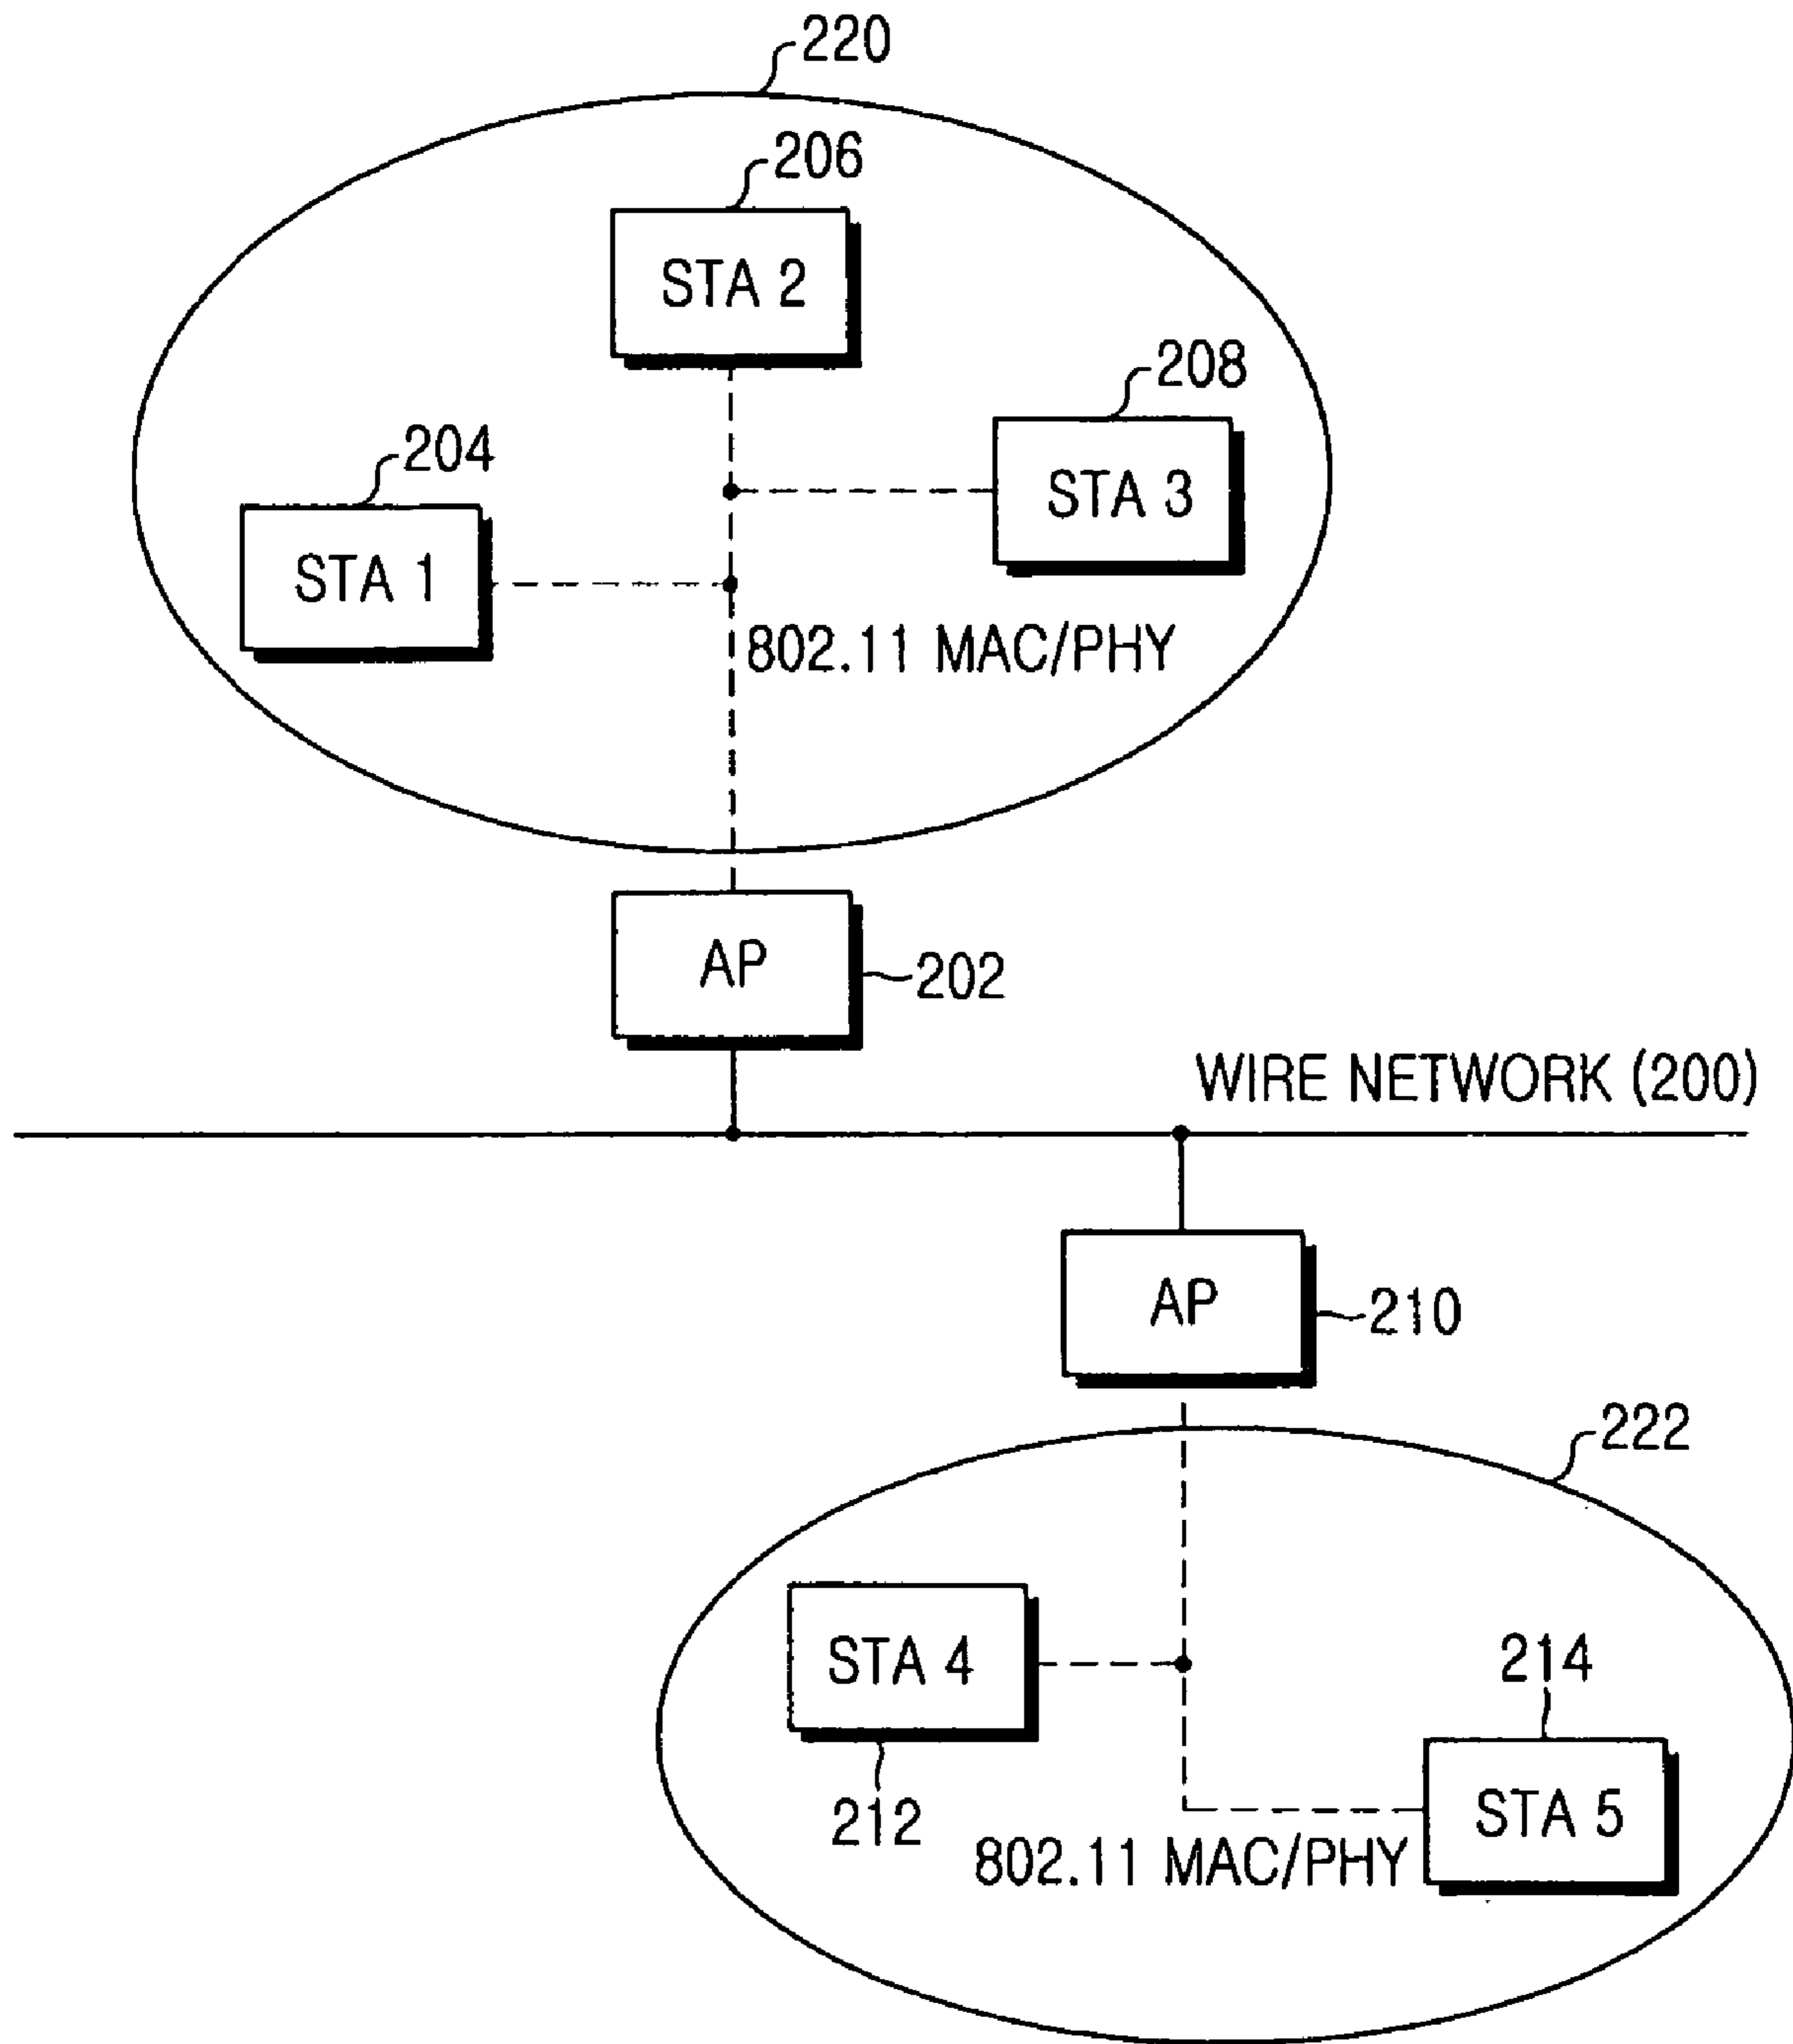 220
206
STA 2
208
204
STA 3
STA 1
802.11 MAC/PHY
AP
202
WIRE NETWORK (200)
AP
210
222
STA 4
214
212
STA 5
802.11 MAC/PHY